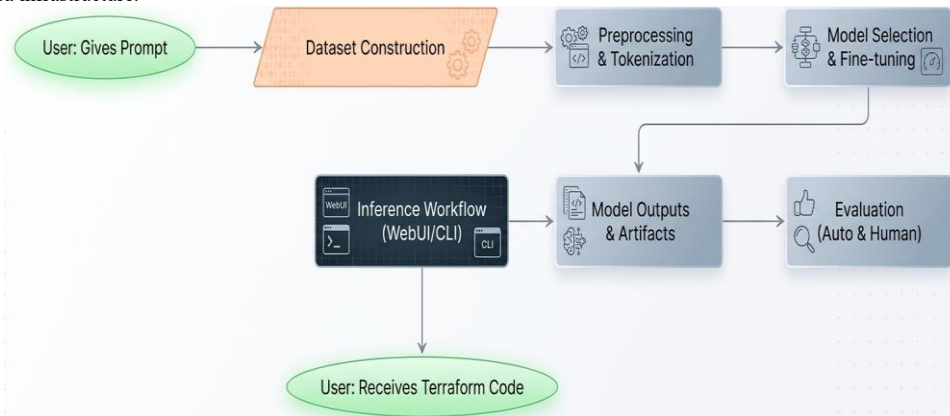 User: Gives Prompt
Dataset Construction
Preprocessing
& Tokenization
Model Selection
& Fine-tuning
WebUI
Inference Workflow
(WebUI/CLI)
CLI
Model Outputs
& Artifacts
Evaluation
(Auto & Human)
User: Receives Terraform Code